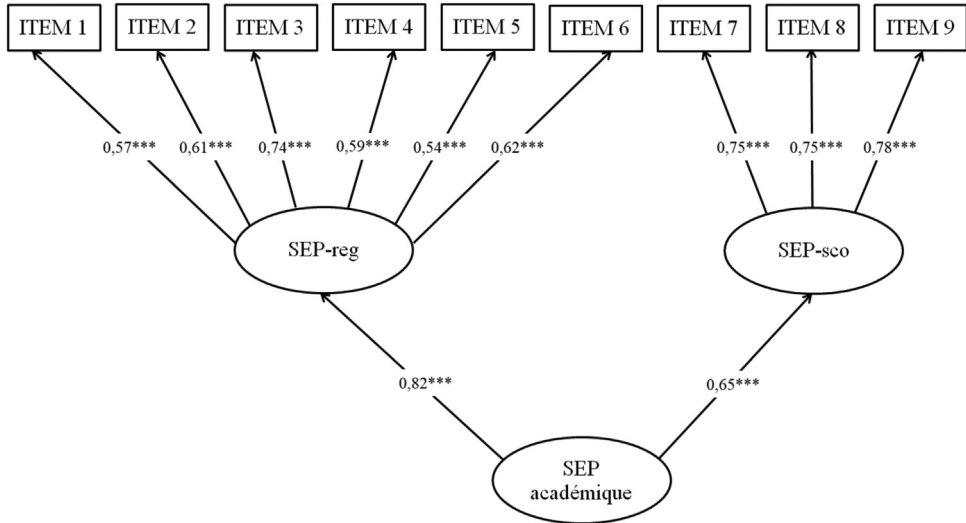 ITEM 1
ITEM 2
ITEM 3
ITEM 4
ITEM 5
ITEM 6
ITEM 7
ITEM 8
ITEM 9
0,57***
0,61***
0,74***
0,59***
0,54***
0,62***
0,75***
0,75***
0,78***
SEP-reg
SEP-sco
0,82***
0,65***
SEP
académique